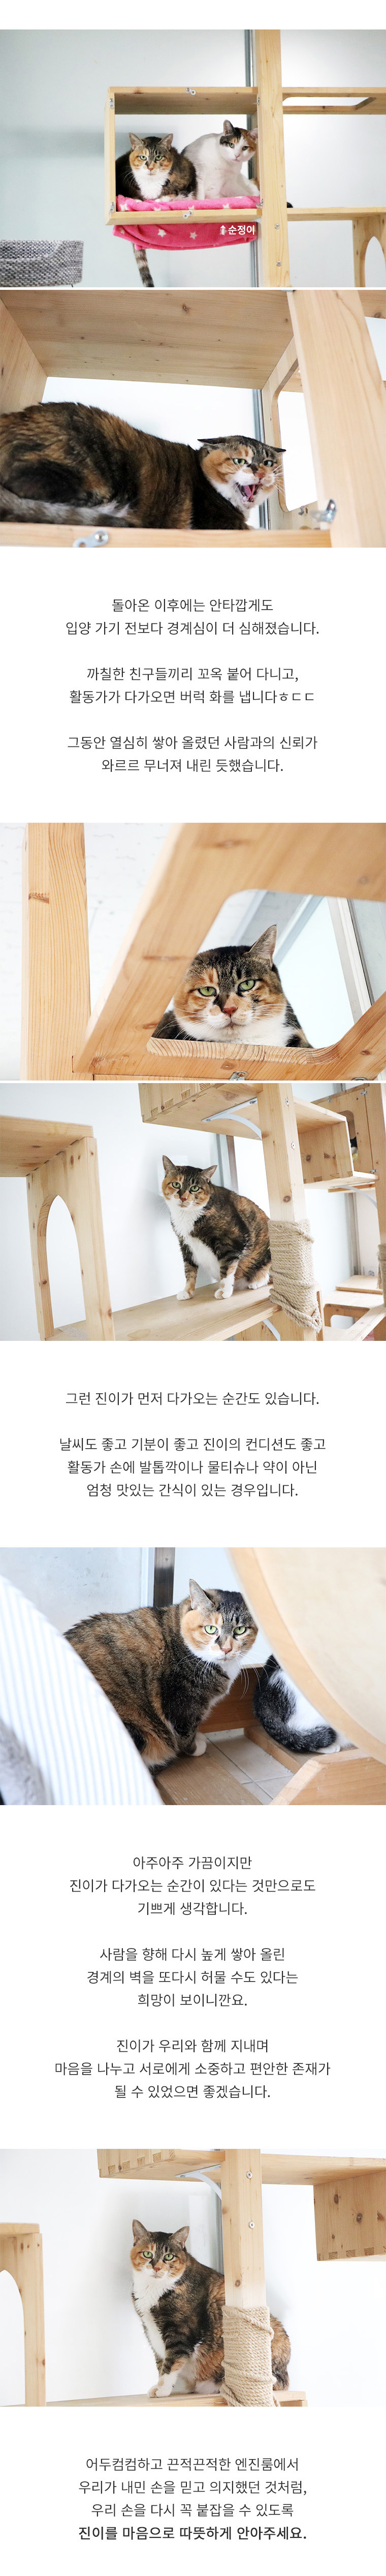 ↑순정이
돌아온 이후에는 안타깝게도
입양 가기 전보다 경계심이 더 심해졌습니다.
까칠한 친구들끼리 꼬옥 붙어 다니고,
활동가가 다가오면 버럭 화를 냅니다ㅎㄷㄷ
그동안 열심히 쌓아 올렸던 사람과의 신뢰가
와르르 무너져 내린 듯했습니다.
그런 진이가 먼저 다가오는 순간도 있습니다.
날씨도 좋고 기분이 좋고 진이의 컨디션도 좋고
활동가 손에 발톱깍이나 물티슈나 약이 아닌
엄청 맛있는 간식이 있는 경우입니다.
아주아주 가끔이지만
진이가 다가오는 순간이 있다는 것만으로도
기쁘게 생각합니다.
사람을 향해 다시 높게 쌓아 올린
경계의 벽을 또다시 허물 수도 있다는
희망이 보이니깐요.
진이가 우리와 함께 지내며
마음을 나누고 서로에게 소중하고 편안한 존재가
될 수 있었으면 좋겠습니다.
어두컴컴하고 끈적끈적한 엔진룸에서
우리가 내민 손을 믿고 의지했던 것처럼,
우리 손을 다시 꼭 붙잡을 수 있도록
진이를 마음으로 따뜻하게 안아주세요.